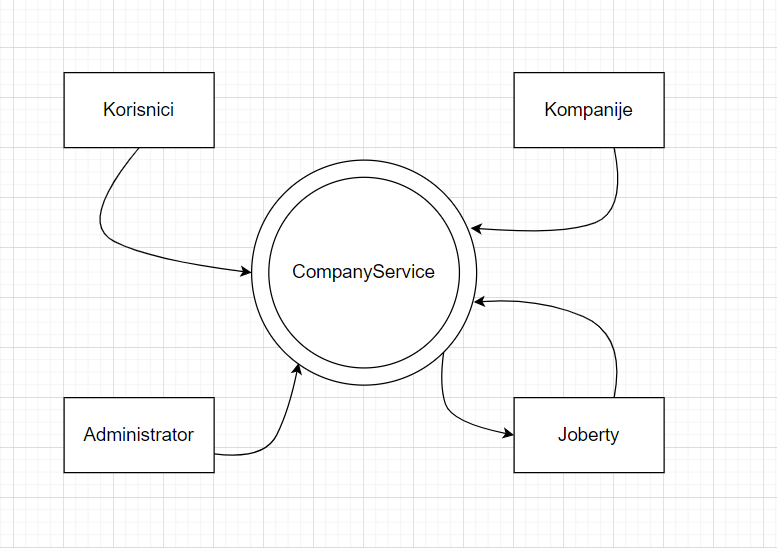 Korisnici
Kompanije
CompanyService
Administrator
Joberty